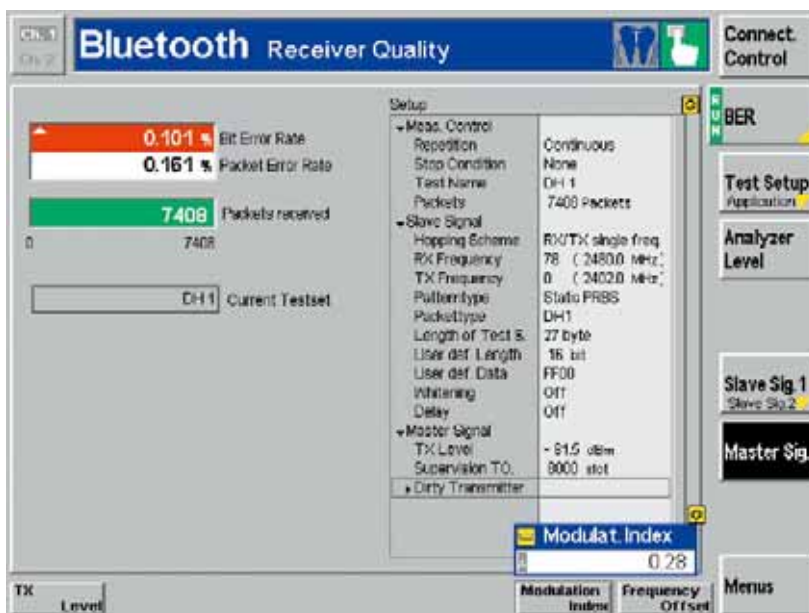 Ch 2
Bluetooth Receiver Quality
Connect.
Control
0.101 % Bit Error Rate
0.161 % Packet Error Rate
7408 Packets received
0 7408
DH 1 Current Testset
Setup
Meas. Control
Repetition Continuous
Stop Condition None
Test Name DH 1
Packets 7408 Packets
Slave Signal
Hopping Scheme RX/TX single freq.
RX Frequency 78 ( 2480.0 MHz)
TX Frequency 0 ( 2402.0 MHz)
Patterntype Static PRBS
Packettype DH1
Length of Test S. 27 byte
User def. Length 16 bit
User def. Data FF00
Whitening Off
Delay Off
Master Signal
TX Level - 81.5 dBm
Supervision TO. 8000 slot
Dirty Transmitter
Modulat. Index
0.28
RUN
BER
Test Setup
Application
Analyzer
Level
Slave Sig.1
Slave Sig.2
Master Sig.
Menus
TX
Level
Modulation
Index
Frequency
Offset